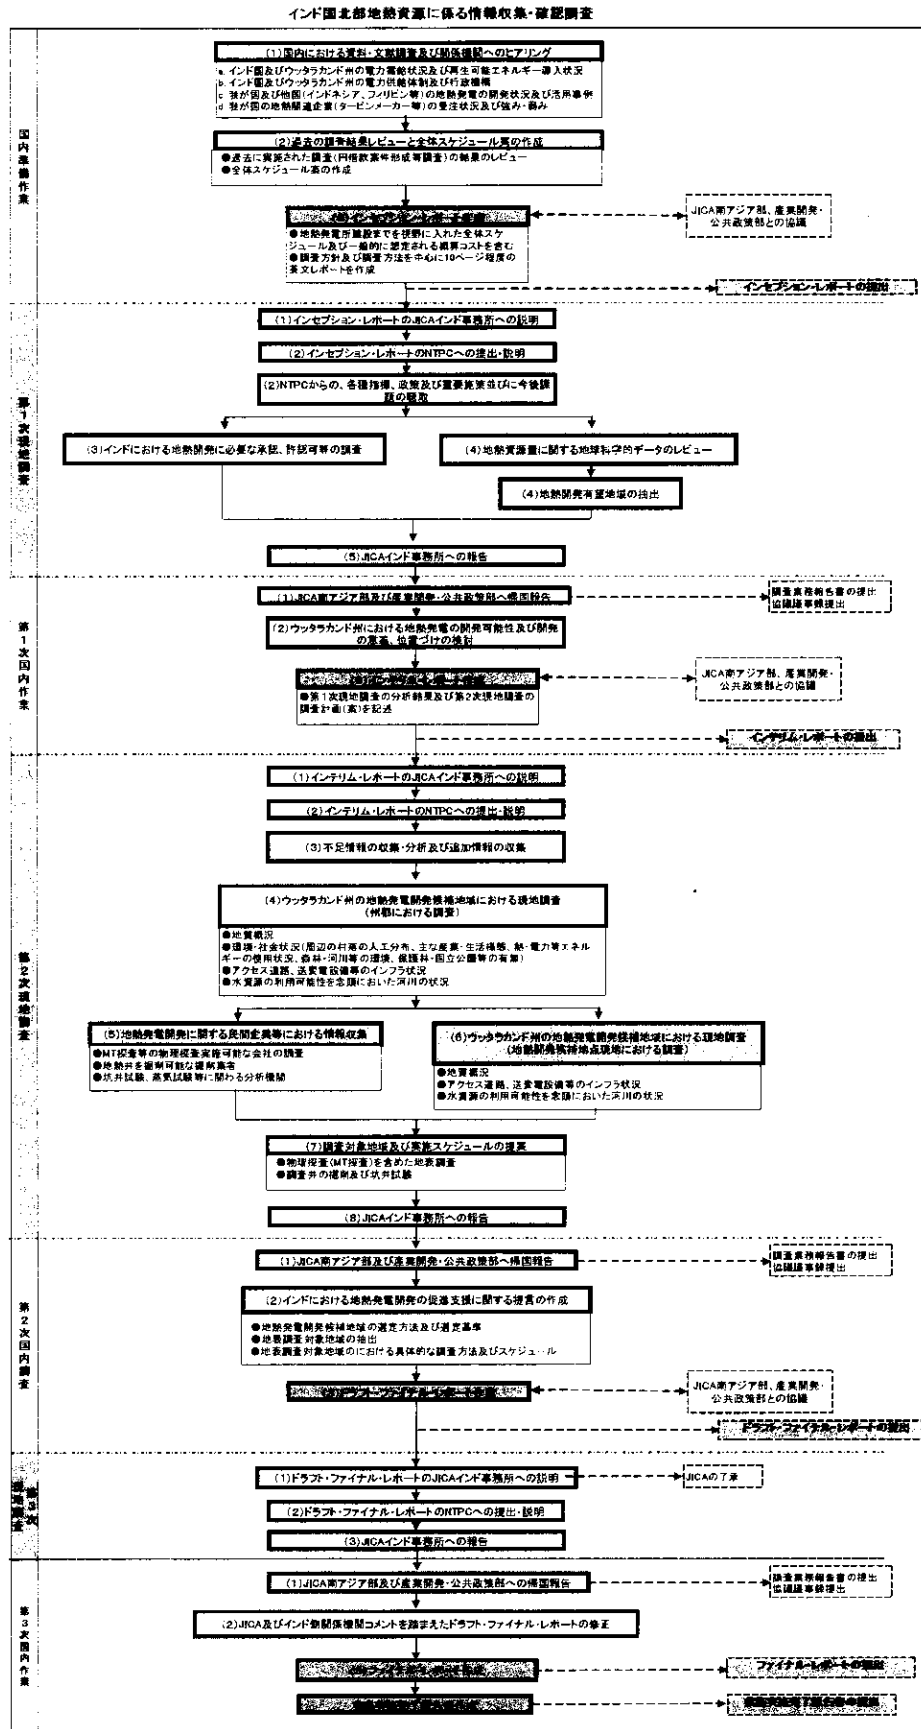 インド国北部地熱資源に係る情報収集・確認調査
国内準備作業
(1)国内における資料・文献調査及び関係機関へのヒアリング
a. インド国及びウッタラカンド州の電力需給状況及び再生可能エネルギー導入状況
b. インド国及びウッタラカンド州の電力供給体制及び行政機構
c 我が国及び他国(インドネシア、フィリピン等)の地熱発電の開発状況及び活用事例
d 我が国の地熱関連企業(タービンメーカー等)の受注状況及び強み・弱み
(2)過去の調査結果レビューと全体スケジュール案の作成
●過去に実施された調査(円借款案件形成等調査)の結果のレビュー
●全体スケジュール案の作成
JICA南アジア部、産業開発・
公共政策部との協議
●地熱発電所建設までを視野に入れた全体スケ
ジュール及び一般的に想定される概算コストを含む
●調査方針及び調査方法を中心に10ページ程度の
英文レポートを作成
インセプション・レポートの提出
第1次現地調査
(1)インセプション・レポートのJICAインド事務所への説明
(2)インセプション・レポートのNTPCへの提出・説明
(2)NTPCからの、各種指標、政策及び重要施策並びに今後課
題の聴取
(3)インドにおける地熱開発に必要な承認、許認可等の調査
(4)地熱資源量に関する地球科学的データのレビュー
(4)地熱開発有望地域の抽出
(5)JICAインド事務所への報告
第1次国内作業
(1)JICA南アジア部及び産業開発・公共政策部へ帰国報告
調査業務報告書の提出
協議議事録提出
(2)ウッタラカンド州における地熱発電の開発可能性及び開発
の意義、位置づけの検討
JICA南アジア部、産業開発・
公共政策部との協議
●第1次現地調査の分析結果及び第2次現地調査の
調査計画(案)を記述
インテリム・レポートの提出
第2次現地調査
(1)インテリム・レポートのJICAインド事務所への説明
(2)インテリム・レポートのNTPCへの提出・説明
(3)不足情報の収集・分析及び追加情報の収集
(4)ウッタラカンド州の地熱発電開発候補地域における現地調査
(州都における調査)
●地質概況
●環境・社会状況(周辺の村落の人工分布、主な産業・生活様態、熱・電力等エネル
ギーの使用状況、森林・河川等の環境、保護林・国立公園等の有無)
●アクセス道路、送変電設備等のインフラ状況
●水資源の利用可能性を念頭においた河川の状況
(5)地熱発電開発に関する民間企業等における情報収集
●MT探査等の物理探査実施可能な会社の調査
●地熱井を掘削可能な掘削業者
●坑井試験、蒸気試験等に関わる分析機関
(6)ウッタラカンド州の地熱発電開発候補地域における現地調査
(地熱開発候補地点現地における調査)
●地質概況
●アクセス道路、送変電設備等のインフラ状況
●水資源の利用可能性を念頭においた河川の状況
(7)調査対象地域及び実施スケジュールの提案
●物理探査(MT探査)を含めた地表調査
●調査井の掘削及び坑井試験
(8)JICAインド事務所への報告
第2次国内調査
(1)JICA南アジア部及び産業開発・公共政策部へ帰国報告
調査業務報告書の提出
協議議事録提出
(2)インドにおける地熱発電開発の促進支援に関する提言の作成
●地熱発電開発候補地域の選定方法及び選定基準
●地表調査対象地域の抽出
●地表調査対象地域のにおける具体的な調査方法及びスケジュール
JICA南アジア部、産業開発・
公共政策部との協議
ドラフト・ファイナル・レポートの提出
第3次現地調査
(1)ドラフト・ファイナル・レポートのJICAインド事務所への説明
JICAの了承
(2)ドラフト・ファイナル・レポートのNTPCへの提出・説明
(3)JICAインド事務所への報告
第3次国内作業
(1)JICA南アジア部及び産業開発・公共政策部への帰国報告
調査業務報告書の提出
協議議事録提出
(2)JICA及びインド側関係機関コメントを踏まえたドラフト・ファイナル・レポートの修正
ファイナル・レポートの提出